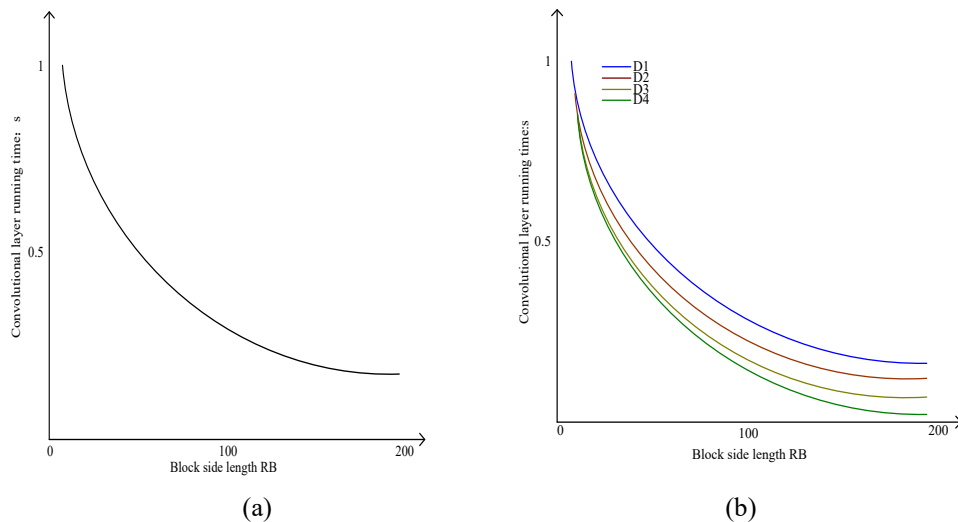 Convolutional layer running time: s
1
0.5
0
100
200
Block side length RB
(a)
Convolutional layer running time:s
1
0.5
D1
D2
D3
D4
0
100
200
Block side length RB
(b)